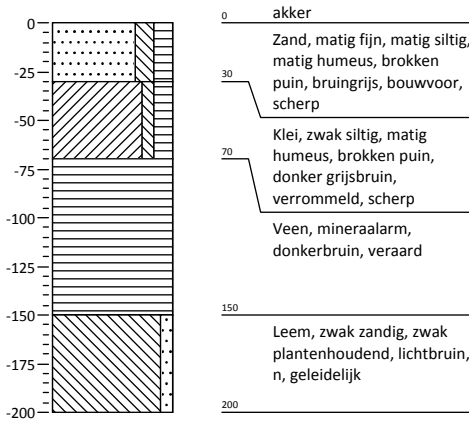 0
-25
-50
-75
-100
-125
-150
-175
-200
0 akker
Zand, matig fijn, matig siltig,
matig humeus, brokken
puin, bruingrijs, bouwvoor,
scherp
30
Klei, zwak siltig, matig
humeus, brokken puin,
donker grijsbruin,
verrommeld, scherp
70
Veen, mineraalarm,
donkerbruin, veraard
150
Leem, zwak zandig, zwak
plantenhoudend, lichtbruin,
n, geleidelijk
200